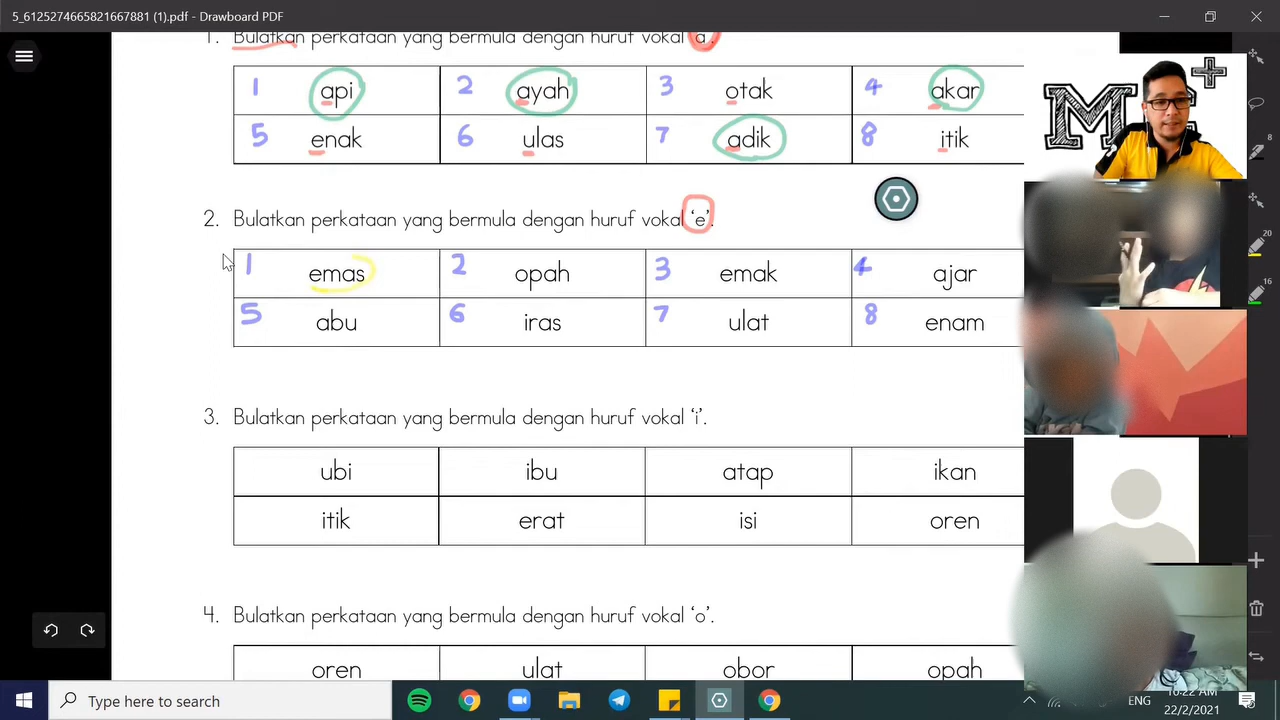 5_6125274665821667881 (1).pdf - Drawboard PDF
1. Bulatkan perkataan yang bermula dengan huruf vokal ‘a’.
1 api 2 ayah 3 otak 4 akar
5 enak 6 ulas 7 adik 8 itik
2. Bulatkan perkataan yang bermula dengan huruf vokal ‘e’.
1 emas 2 opah 3 emak 4 ajar
5 abu 6 iras 7 ulat 8 enam
3. Bulatkan perkataan yang bermula dengan huruf vokal ‘i’.
ubi ibu atap ikan
itik erat isi oren
4. Bulatkan perkataan yang bermula dengan huruf vokal ‘o’.
oren ulat obor opah
8
20
16
Type here to search
ENG
22/2/2021